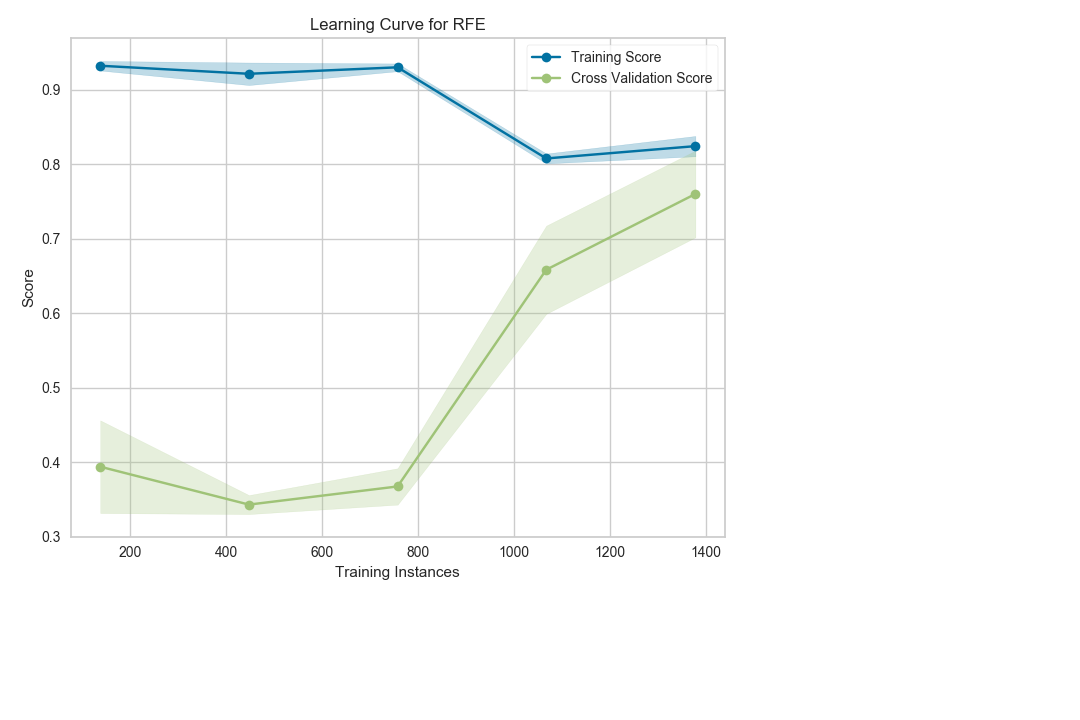 Learning Curve for RFE
Training Score
Cross Validation Score
0.9
0.8
0.7
0.6
0.5
0.4
0.3
Score
200 400 600 800 1000 1200 1400
Training Instances